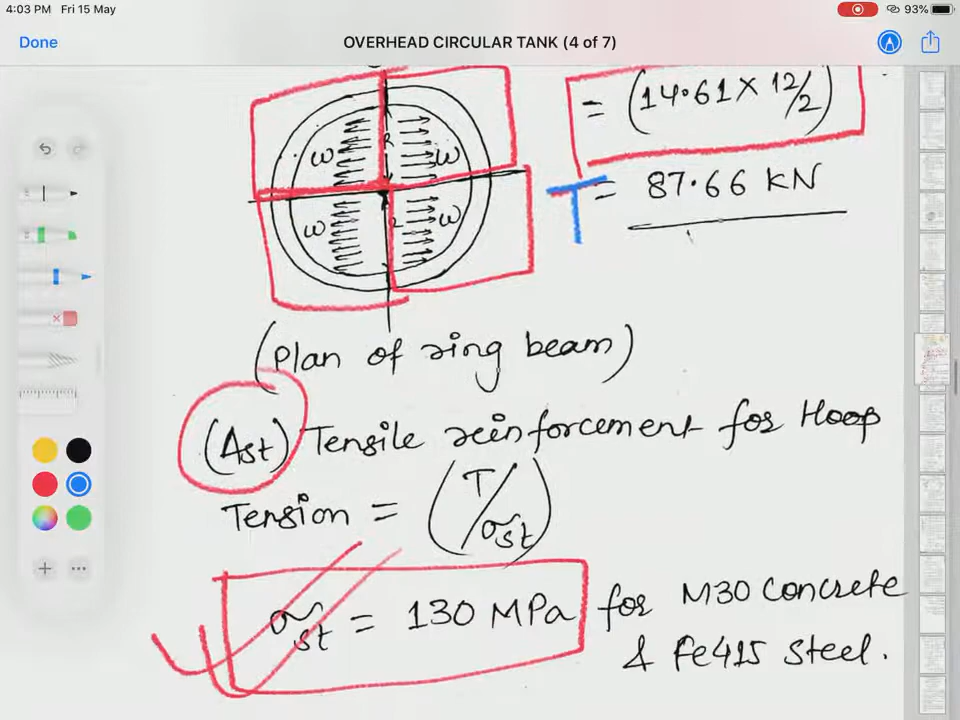 4:03 PM Fri 15 May
93%
Done
OVERHEAD CIRCULAR TANK (4 of 7)
= (14.61 × 12/2)
T = 87.66 KN
ω ω
R
ω ω
(Plan of ring beam)
(Ast) Tensile reinforcement for Hoop
Tension = (T/σst)
σst = 130 MPa for M30 Concrete
& Fe415 Steel.